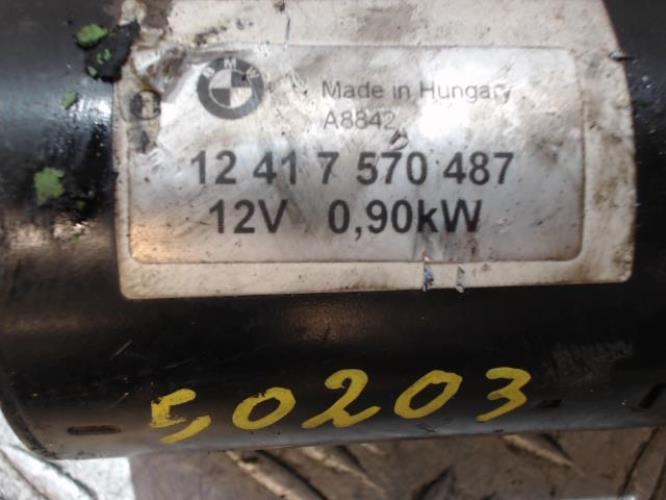 BMW
Made in Hungary
A8842
12 41 7 570 487
12V 0,90kW
50203